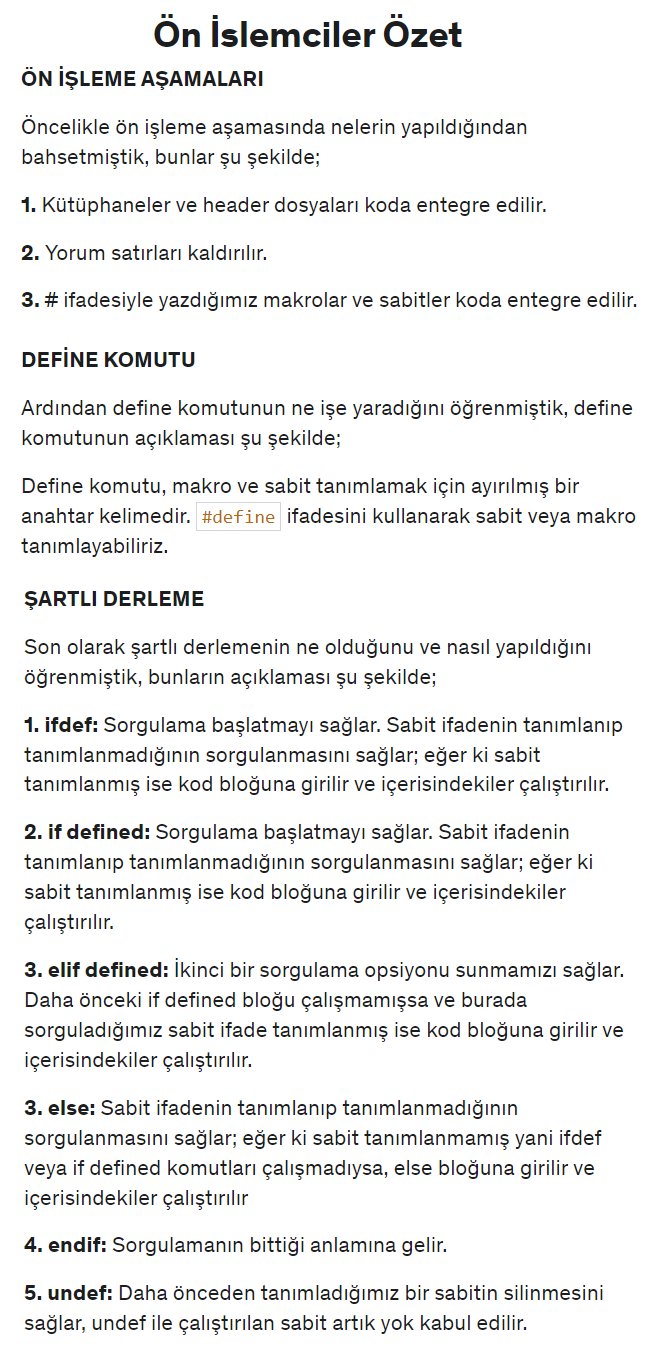 Ön İslemciler Özet
ÖN İŞLEME AŞAMALARI
Öncelikle ön işleme aşamasında nelerin yapıldığından
bahsetmiştik, bunlar şu şekilde;
1. Kütüphaneler ve header dosyaları koda entegre edilir.
2. Yorum satırları kaldırılır.
3. # ifadesiyle yazdığımız makrolar ve sabitler koda entegre edilir.
DEFİNE KOMUTU
Ardından define komutunun ne işe yaradığını öğrenmiştik, define
komutunun açıklaması şu şekilde;
Define komutu, makro ve sabit tanımlamak için ayırılmış bir
anahtar kelimedir. #define ifadesini kullanarak sabit veya makro
tanımlayabiliriz.
ŞARTLI DERLEME
Son olarak şartlı derlemenin ne olduğunu ve nasıl yapıldığını
öğrenmiştik, bunların açıklaması şu şekilde;
1. ifdef: Sorgulama başlatmayı sağlar. Sabit ifadenin tanımlanıp
tanımlanmadığının sorgulanmasını sağlar; eğer ki sabit
tanımlanmış ise kod bloğuna girilir ve içerisindekiler çalıştırılır.
2. if defined: Sorgulama başlatmayı sağlar. Sabit ifadenin
tanımlanıp tanımlanmadığının sorgulanmasını sağlar; eğer ki
sabit tanımlanmış ise kod bloğuna girilir ve içerisindekiler
çalıştırılır.
3. elif defined: İkinci bir sorgulama opsiyonu sunmamızı sağlar.
Daha önceki if defined bloğu çalışmamışsa ve burada
sorguladığımız sabit ifade tanımlanmış ise kod bloğuna girilir ve
içerisindekiler çalıştırılır.
3. else: Sabit ifadenin tanımlanıp tanımlanmadığının
sorgulanmasını sağlar; eğer ki sabit tanımlanmamış yani ifdef
veya if defined komutları çalışmadıysa, else bloğuna girilir ve
içerisindekiler çalıştırılır
4. endif: Sorgulamanın bittiği anlamına gelir.
5. undef: Daha önceden tanımladığımız bir sabitin silinmesini
sağlar, undef ile çalıştırılan sabit artık yok kabul edilir.